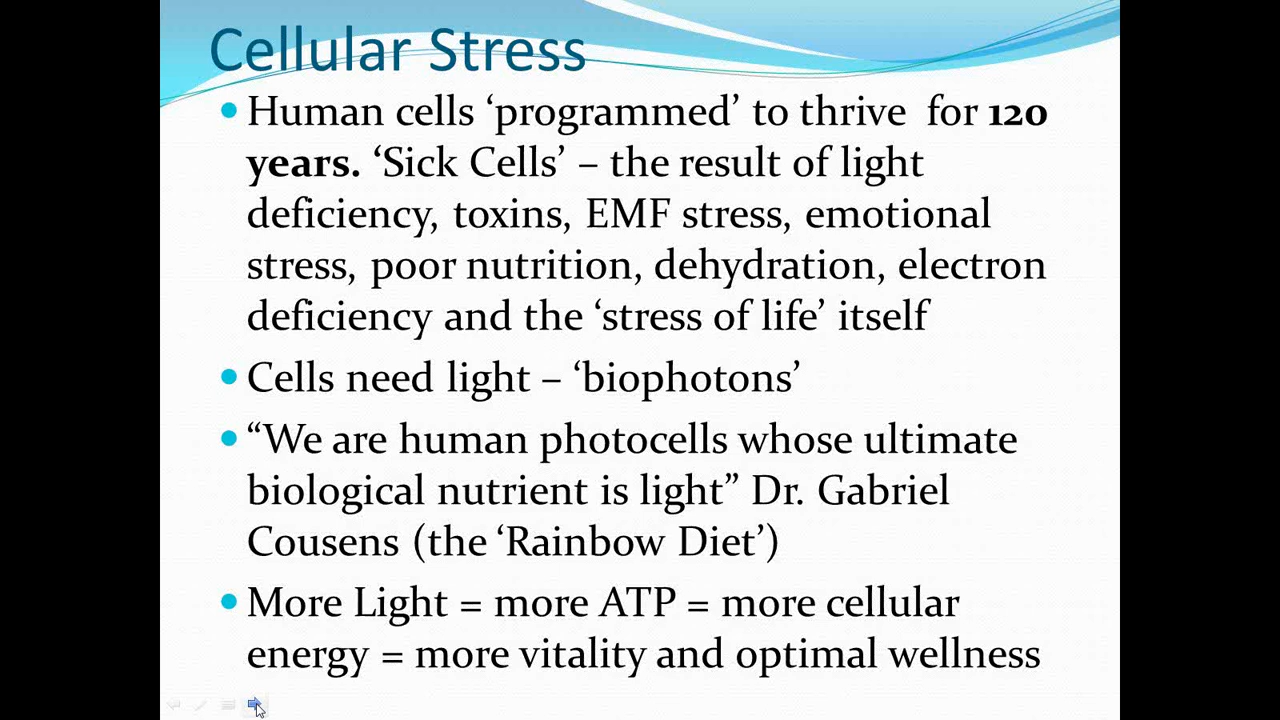 Cellular Stress
• Human cells ‘programmed’ to thrive  for 120
years. ‘Sick Cells’ – the result of light
deficiency, toxins, EMF stress, emotional
stress, poor nutrition, dehydration, electron
deficiency and the ‘stress of life’ itself
• Cells need light – ‘biophotons’
• “We are human photocells whose ultimate
biological nutrient is light” Dr. Gabriel
Cousens (the ‘Rainbow Diet’)
• More Light = more ATP = more cellular
energy = more vitality and optimal wellness